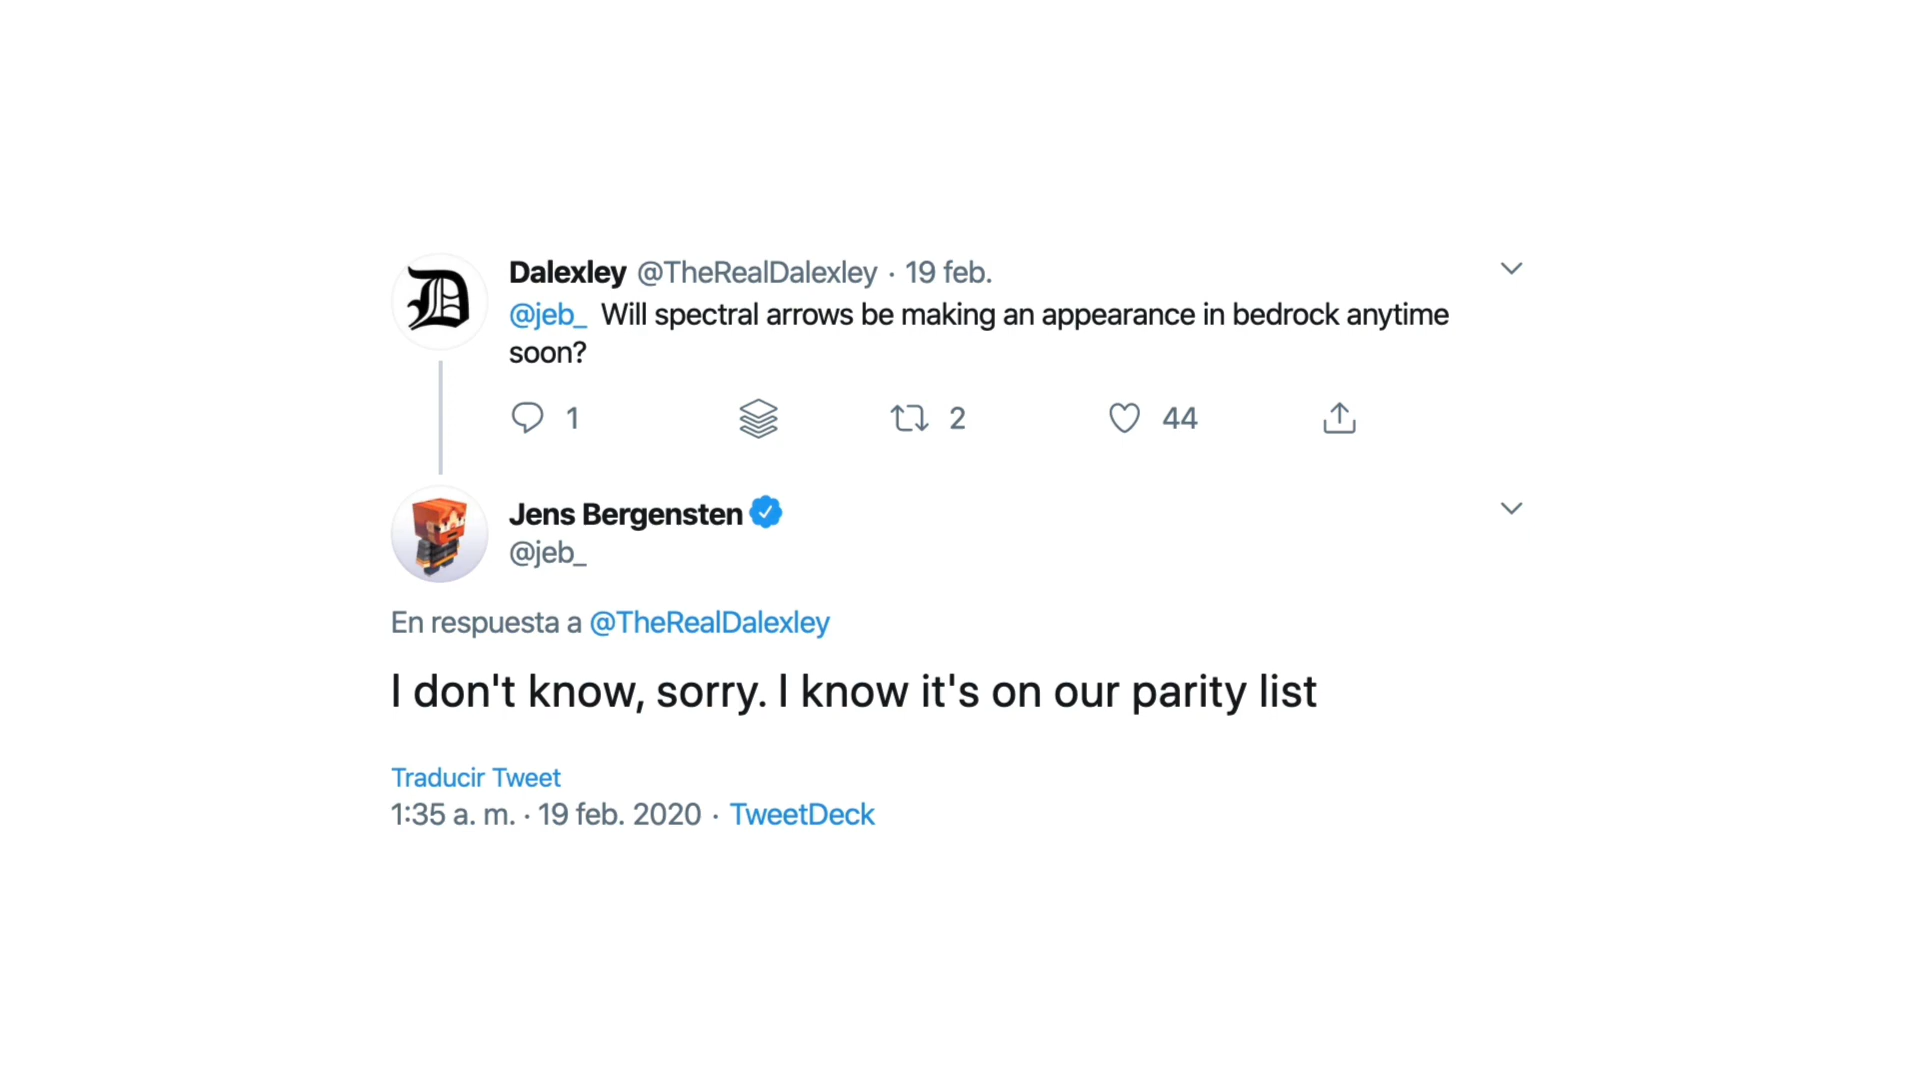 Dalexley @TheRealDalexley · 19 feb.
@jeb_ Will spectral arrows be making an appearance in bedrock anytime
soon?
1 2 44
Jens Bergensten
@jeb_
En respuesta a @TheRealDalexley
I don't know, sorry. I know it's on our parity list
Traducir Tweet
1:35 a. m. · 19 feb. 2020 · TweetDeck